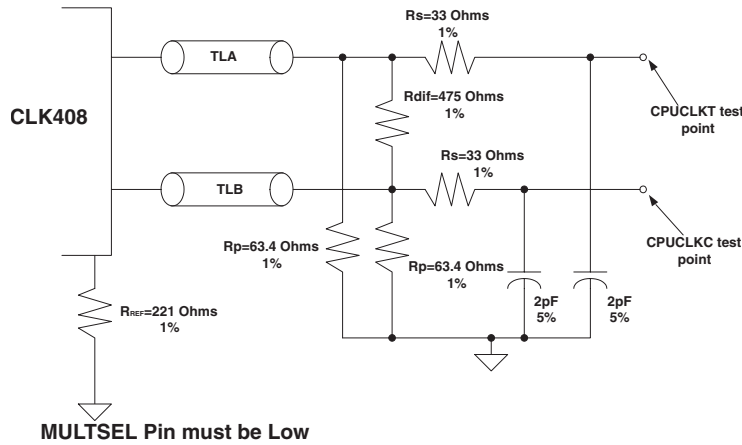 Rs=33 Ohms
1%
TLA
CLK408
Rdif=475 Ohms
1%
CPUCLKT test
point
Rs=33 Ohms
1%
TLB
Rp=63.4 Ohms
1%
Rp=63.4 Ohms
1%
CPUCLKC test
point
2pF
5%
2pF
5%
RREF=221 Ohms
1%
MULTSEL Pin must be Low